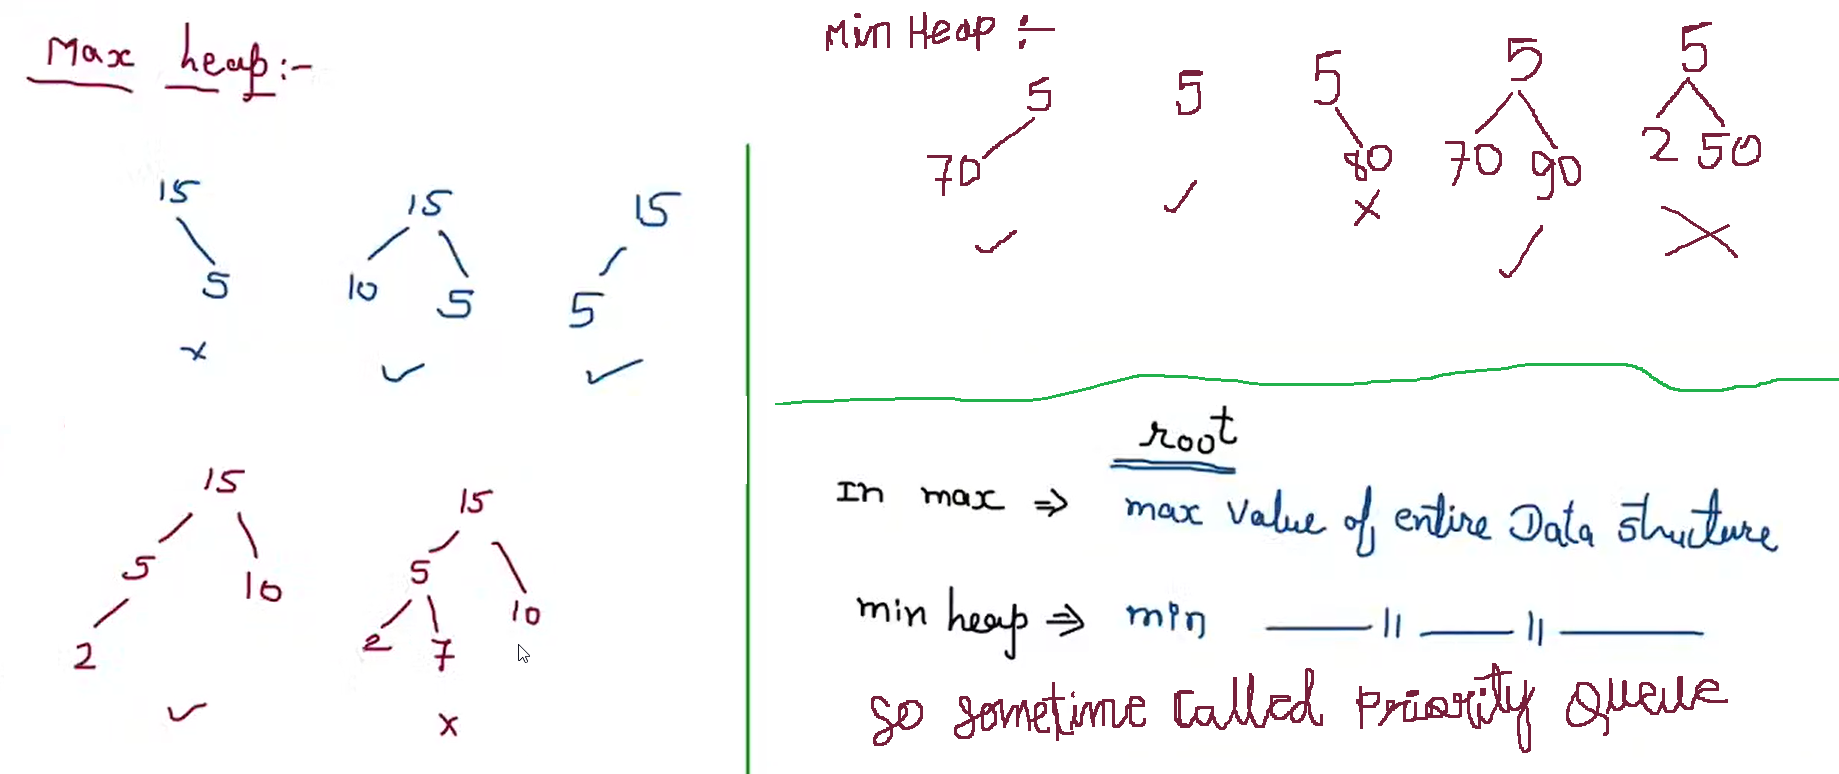 Max heap:-
15
5
x
15
10 5
✓
15
5
✓
15
5 10
2
✓
15
5 10
2 7
x
Min Heap :-
5
70
✓
5
✓
5
80
x
5
70 90
✓
5
2 50
x
root
In max ⇒ max value of entire Data structure
min heap ⇒ min —— 11 —— 11 ——
So sometime called Priority Queue